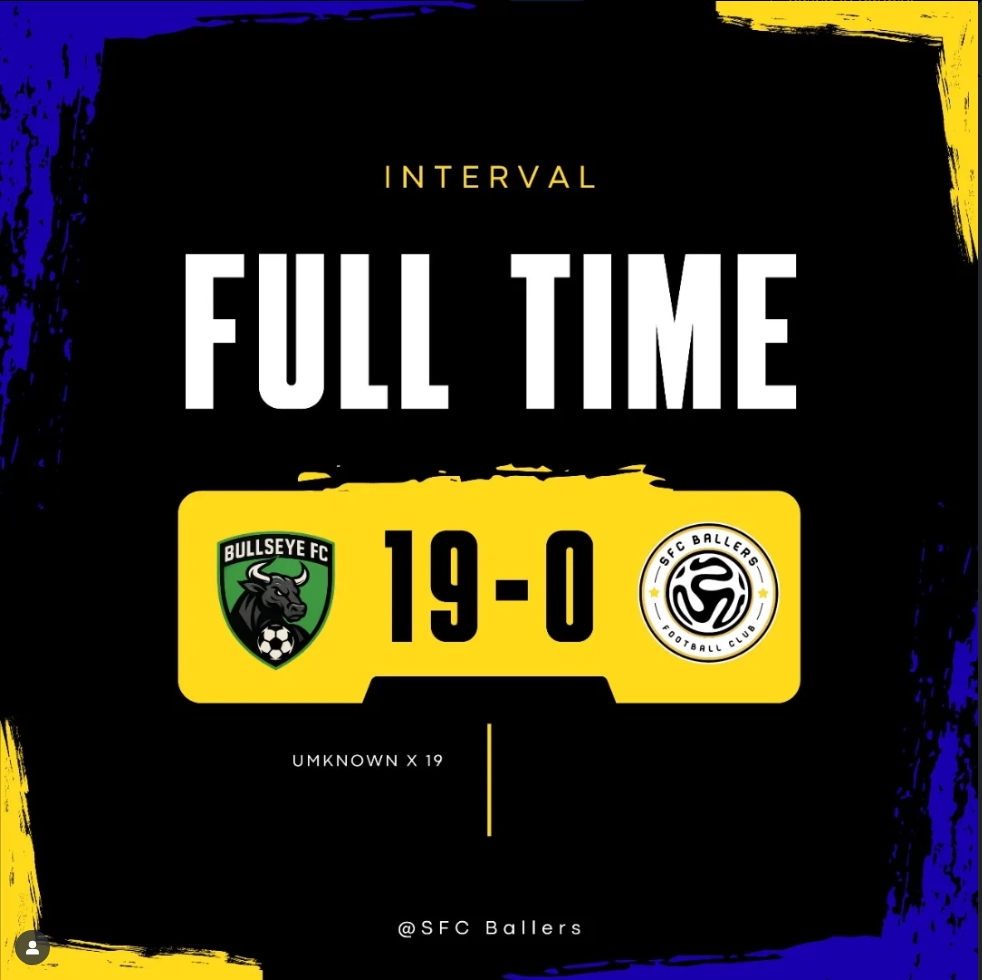 INTERVAL
FULL TIME
BULLSEYE FC
19-0
SFC BALLERS
FOOTBALL CLUB
UMKNOWN X 19
@SFC Ballers